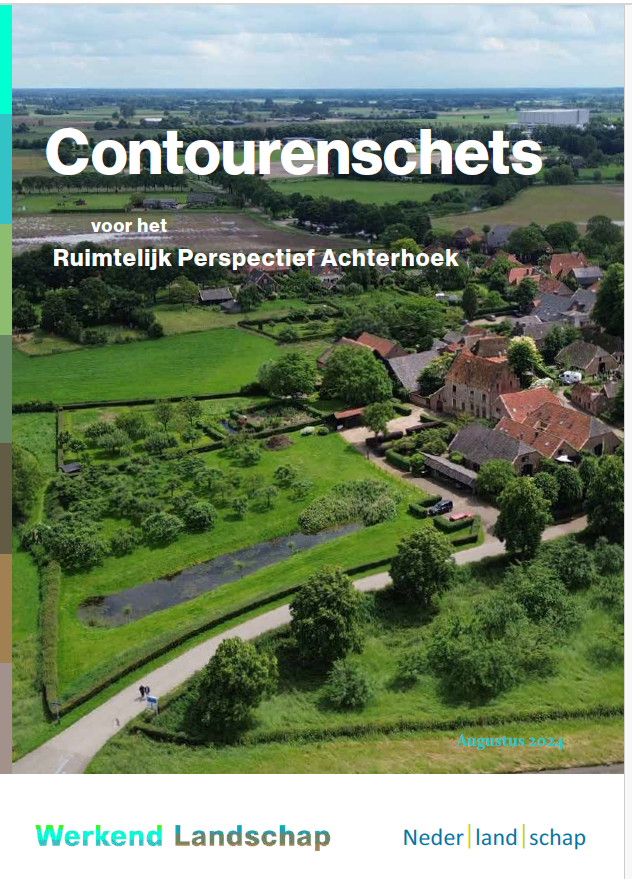 Contourenschets
voor het
Ruimtelijk Perspectief Achterhoek
Augustus 2024
Werkend Landschap
Neder|land|schap